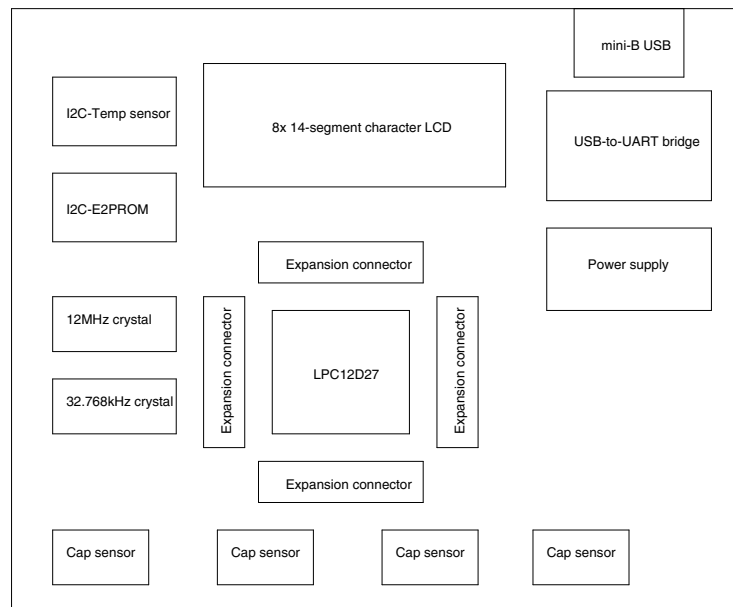 mini-B USB
I2C-Temp sensor
8x 14-segment character LCD
USB-to-UART bridge
I2C-E2PROM
Expansion connector
Power supply
12MHz crystal
Expansion connector
LPC12D27
Expansion connector
32.768kHz crystal
Expansion connector
Cap sensor
Cap sensor
Cap sensor
Cap sensor